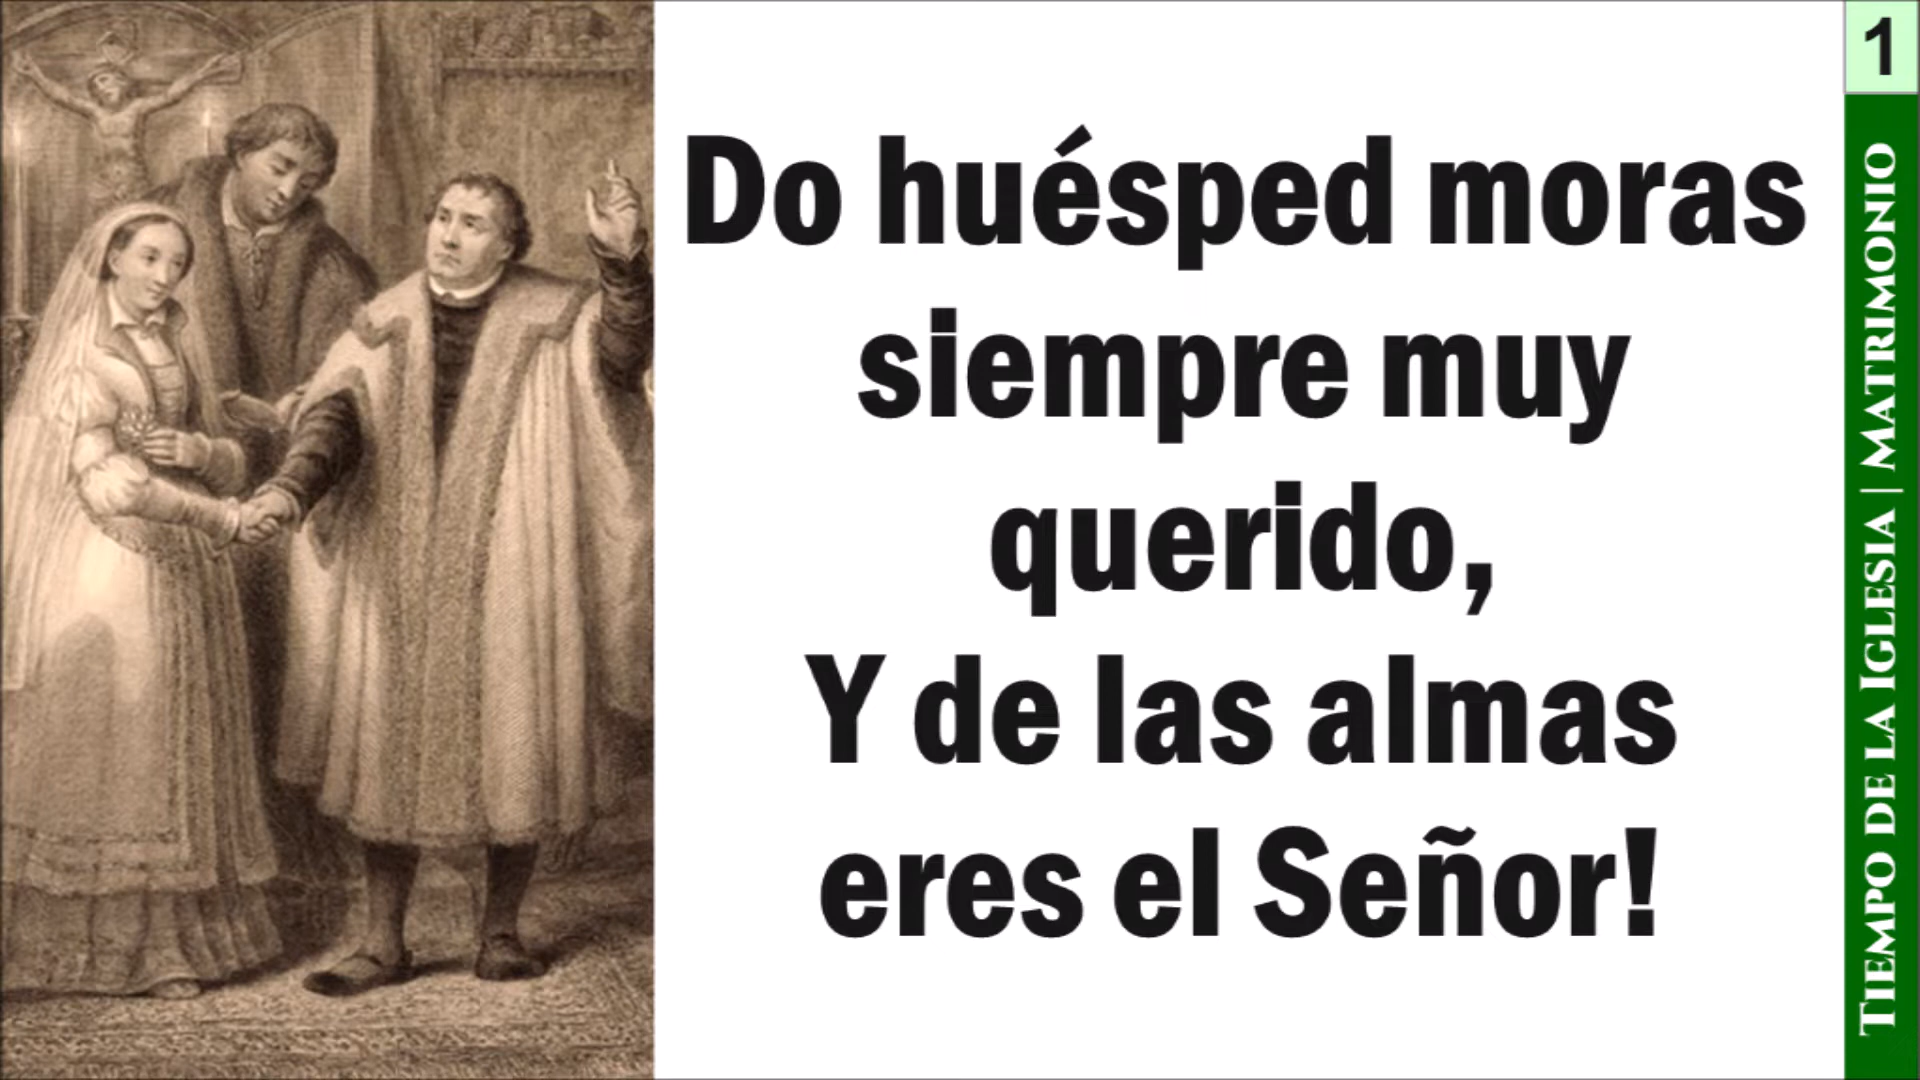 Do huésped moras
siempre muy
querido,
Y de las almas
eres el Señor!
1
TIEMPO DE LA IGLESIA | MATRIMONIO